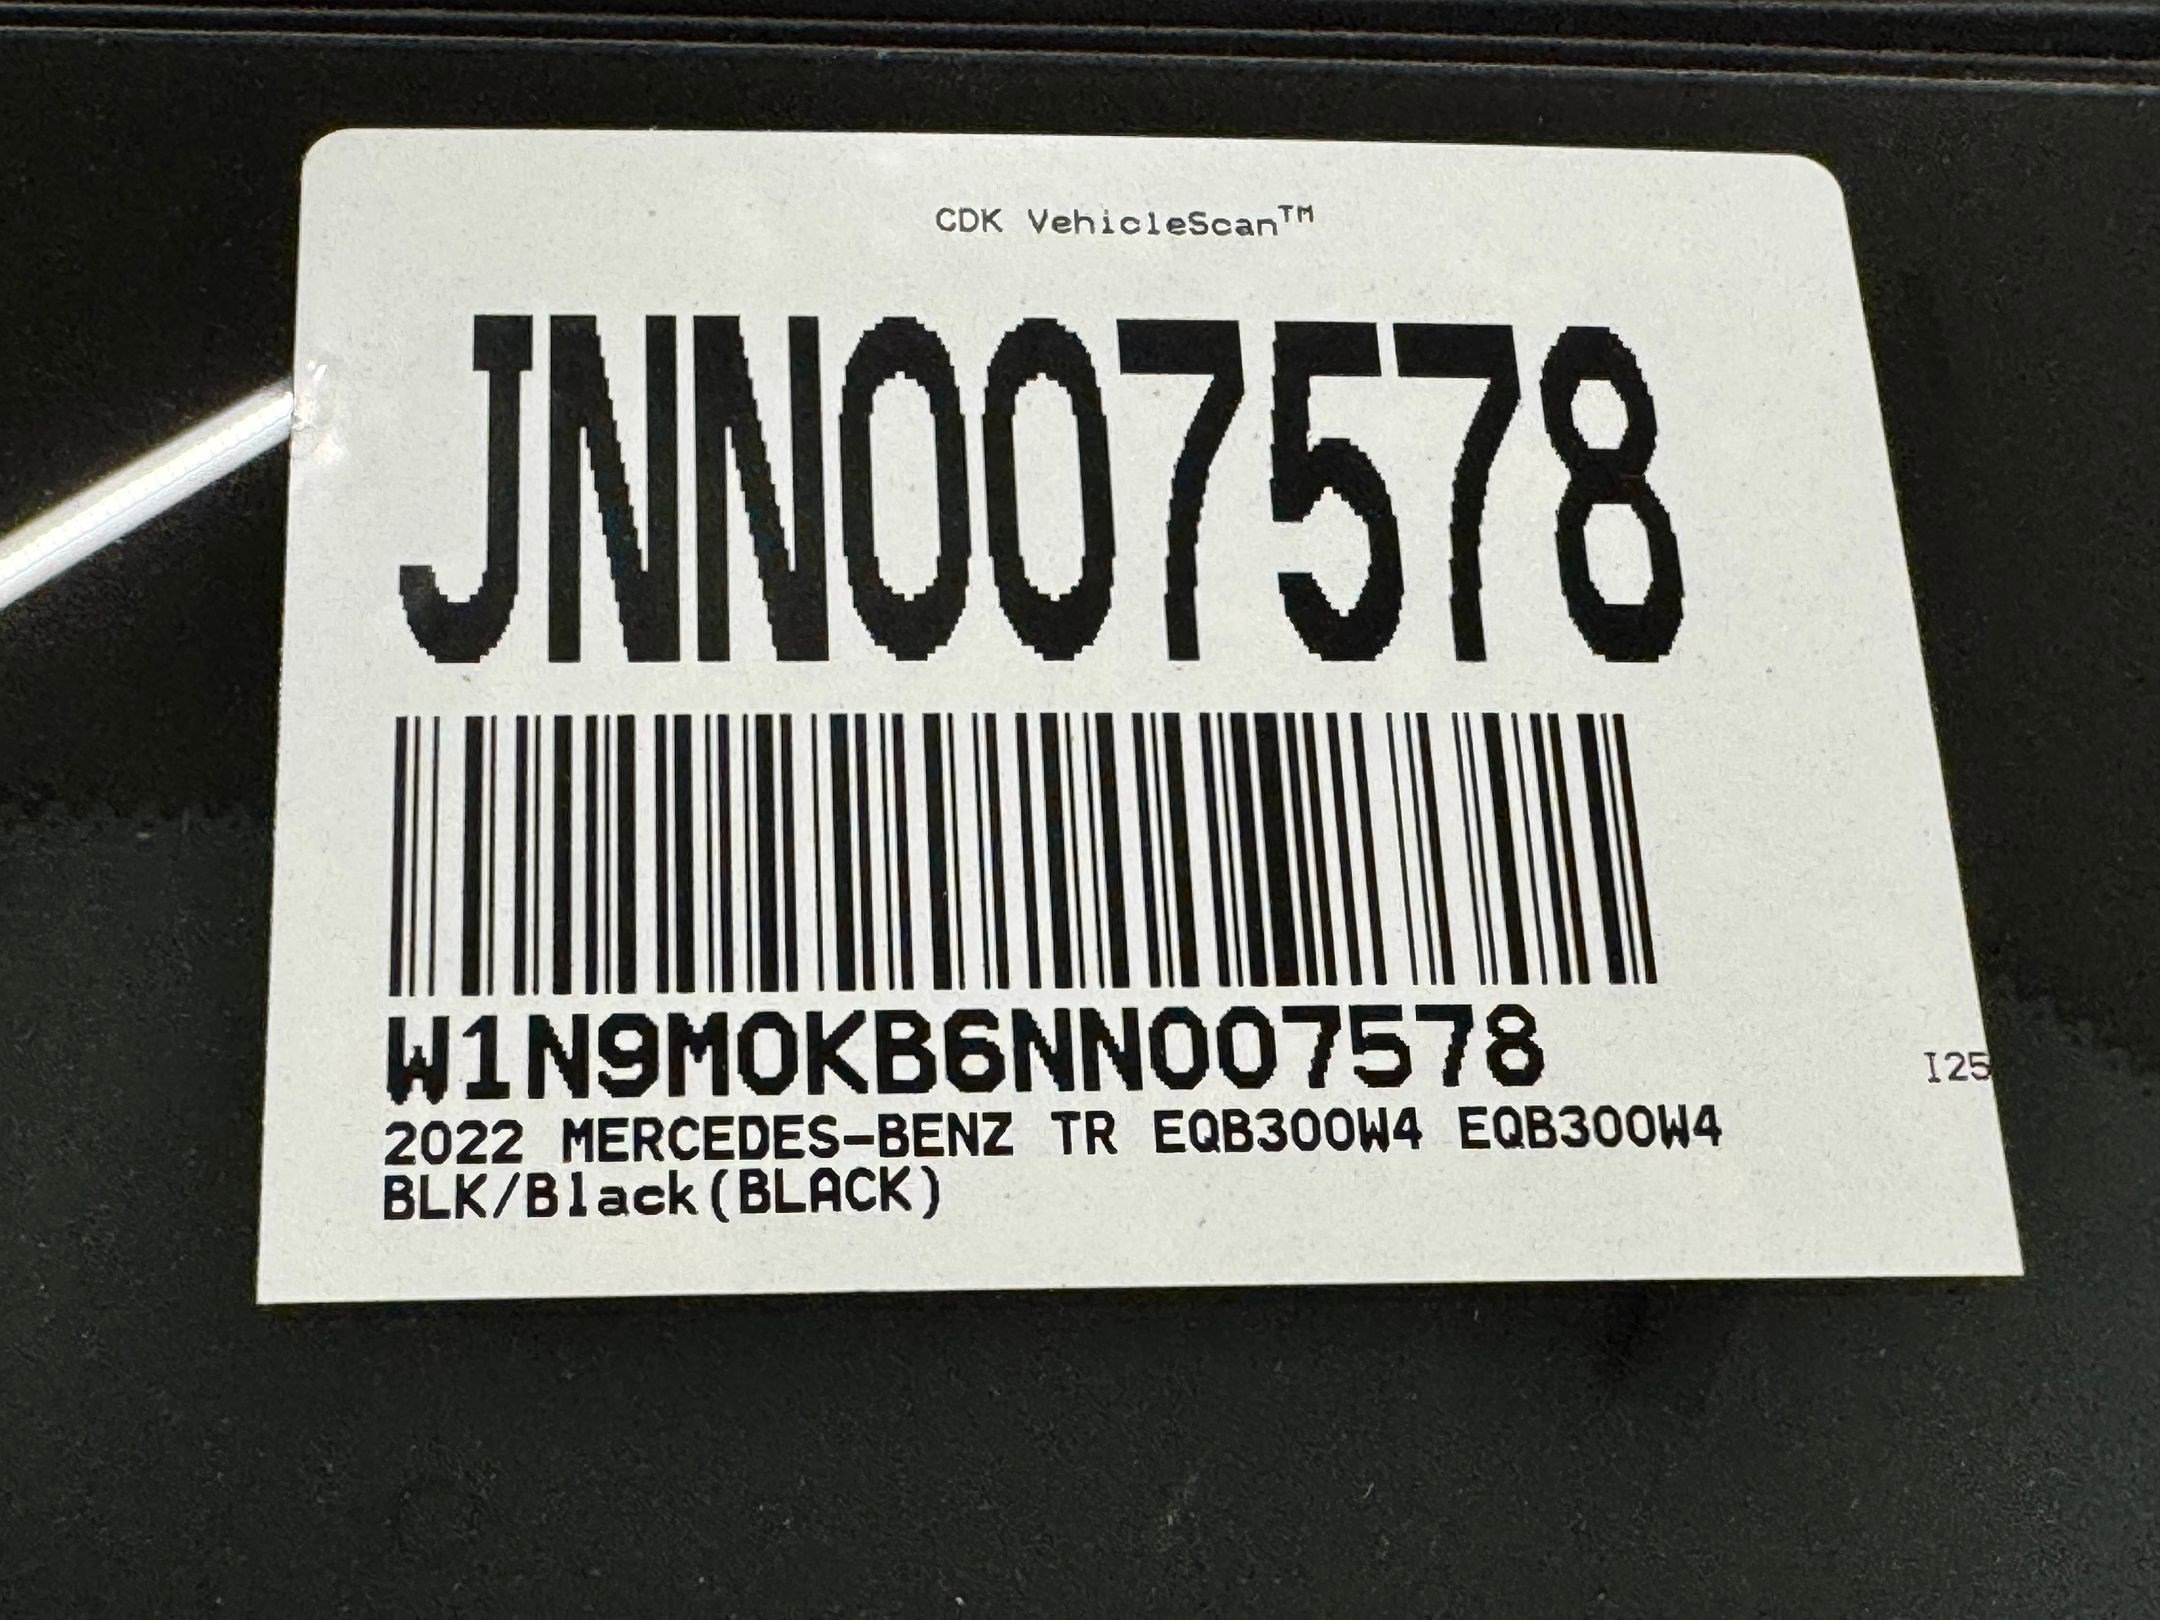 CDK VehicleScan™
JNN007578
W1N9M0KB6NN007578
I25
2022 MERCEDES-BENZ TR EQB300W4 EQB300W4
BLK/Black(BLACK)